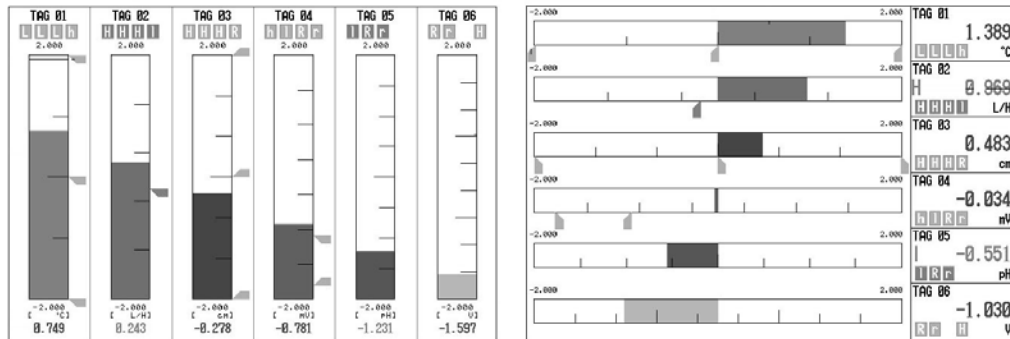 TAG 01 TAG 02 TAG 03 TAG 04 TAG 05 TAG 06
L L L h H H H I H H H R h I R r I R r R r H
2.000 2.000 2.000 2.000 2.000 2.000
-2.000 -2.000 -2.000 -2.000 -2.000 -2.000
[ °C] [ L/H] [ cm] [ mV] [ pH] [ V]
0.749 0.243 -0.278 -0.781 -1.231 -1.597
-2.000 2.000 TAG 01
1.389
L L L h °C
-2.000 2.000 TAG 02
H 0.969
H H H I L/H
-2.000 2.000 TAG 03
0.483
H H H R cm
-2.000 2.000 TAG 04
-0.034
h I R r mV
-2.000 2.000 TAG 05
I -0.551
I R r pH
-2.000 2.000 TAG 06
-1.030
R r H V